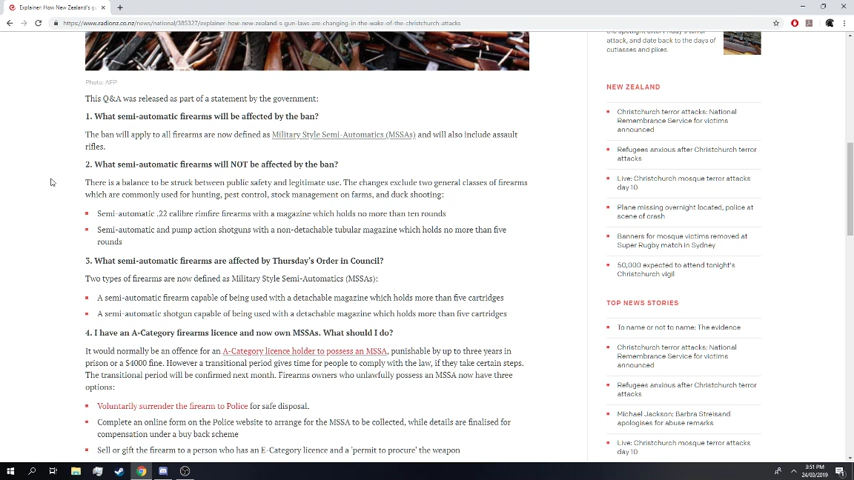 Explainer: How New Zealand's g
https://www.radionz.co.nz/news/national/385327/explainer-how-new-zealand-s-gun-laws-are-changing-in-the-wake-of-the-christchurch-attacks
Photo: AFP
This Q&A was released as part of a statement by the government:
1. What semi-automatic firearms will be affected by the ban?
The ban will apply to all firearms are now defined as Military Style Semi-Automatics (MSSAs) and will also include assault
rifles.
2. What semi-automatic firearms will NOT be affected by the ban?
There is a balance to be struck between public safety and legitimate use. The changes exclude two general classes of firearms
which are commonly used for hunting, pest control, stock management on farms, and duck shooting:
Semi-automatic .22 calibre rimfire firearms with a magazine which holds no more than ten rounds
Semi-automatic and pump action shotguns with a non-detachable tubular magazine which holds no more than five
rounds
3. What semi-automatic firearms are affected by Thursday's Order in Council?
Two types of firearms are now defined as Military Style Semi-Automatics (MSSAs):
A semi-automatic firearm capable of being used with a detachable magazine which holds more than five cartridges
A semi-automatic shotgun capable of being used with a detachable magazine which holds more than five cartridges
4. I have an A-Category firearms licence and now own MSSAs. What should I do?
It would normally be an offence for an A-Category licence holder to possess an MSSA, punishable by up to three years in
prison or a $4000 fine. However a transitional period gives time for people to comply with the law, if they take certain steps.
The transitional period will be confirmed next month. Firearms owners who unlawfully possess an MSSA now have three
options:
Voluntarily surrender the firearm to Police for safe disposal.
Complete an online form on the Police website to arrange for the MSSA to be collected, while details are finalised for
compensation under a buy back scheme
Sell or gift the firearm to a person who has an E-Category licence and a 'permit to procure' the weapon
attack, and date back to the days of
cutlasses and pikes.
NEW ZEALAND
Christchurch terror attacks: National
Remembrance Service for victims
announced
Refugees anxious after Christchurch terror
attacks
Live: Christchurch mosque terror attacks
day 10
Plane missing overnight located, police at
scene of crash
Banners for mosque victims removed at
Super Rugby match in Sydney
50,000 expected to attend tonight's
Christchurch vigil
TOP NEWS STORIES
To name or not to name: The evidence
Christchurch terror attacks: National
Remembrance Service for victims
announced
Refugees anxious after Christchurch terror
attacks
Michael Jackson: Barbra Streisand
apologises for abuse remarks
Live: Christchurch mosque terror attacks
day 10
3:51 PM
24/03/2019